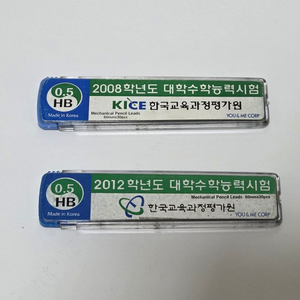 0.5
HB
Made in Korea
2008학년도 대학수학능력시험
KICE 한국교육과정평가원
Mechanical Pencil Leads
60mmx30pcs
YOU & ME CORP
0.5
HB
Made in Korea
2012학년도 대학수학능력시험
Mechanical Pencil Leads 60mmx30pcs
한국교육과정평가원
YOU & ME CORP